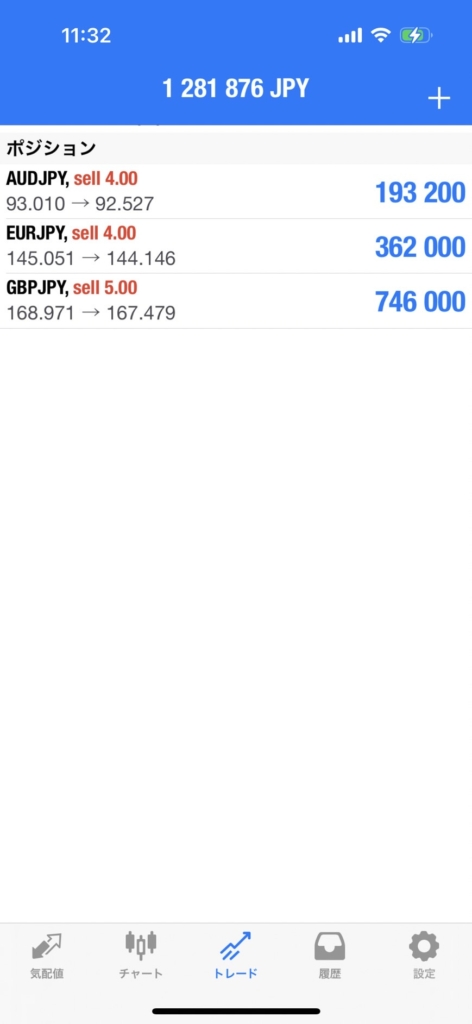 11:32
1 281 876 JPY
ポジション
AUDJPY, sell 4.00
93.010 → 92.527
193 200
EURJPY, sell 4.00
145.051 → 144.146
362 000
GBPJPY, sell 5.00
168.971 → 167.479
746 000
気配値
チャート
トレード
履歴
設定